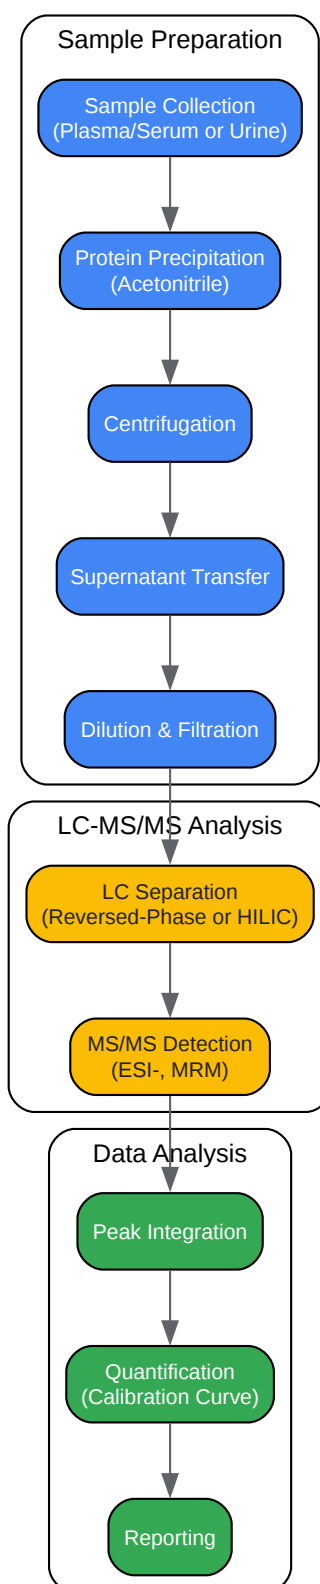 Sample Preparation
Sample Collection
(Plasma/Serum or Urine)
Protein Precipitation
(Acetonitrile)
Centrifugation
Supernatant Transfer
Dilution & Filtration
LC-MS/MS Analysis
LC Separation
(Reversed-Phase or HILIC)
MS/MS Detection
(ESI-, MRM)
Data Analysis
Peak Integration
Quantification
(Calibration Curve)
Reporting